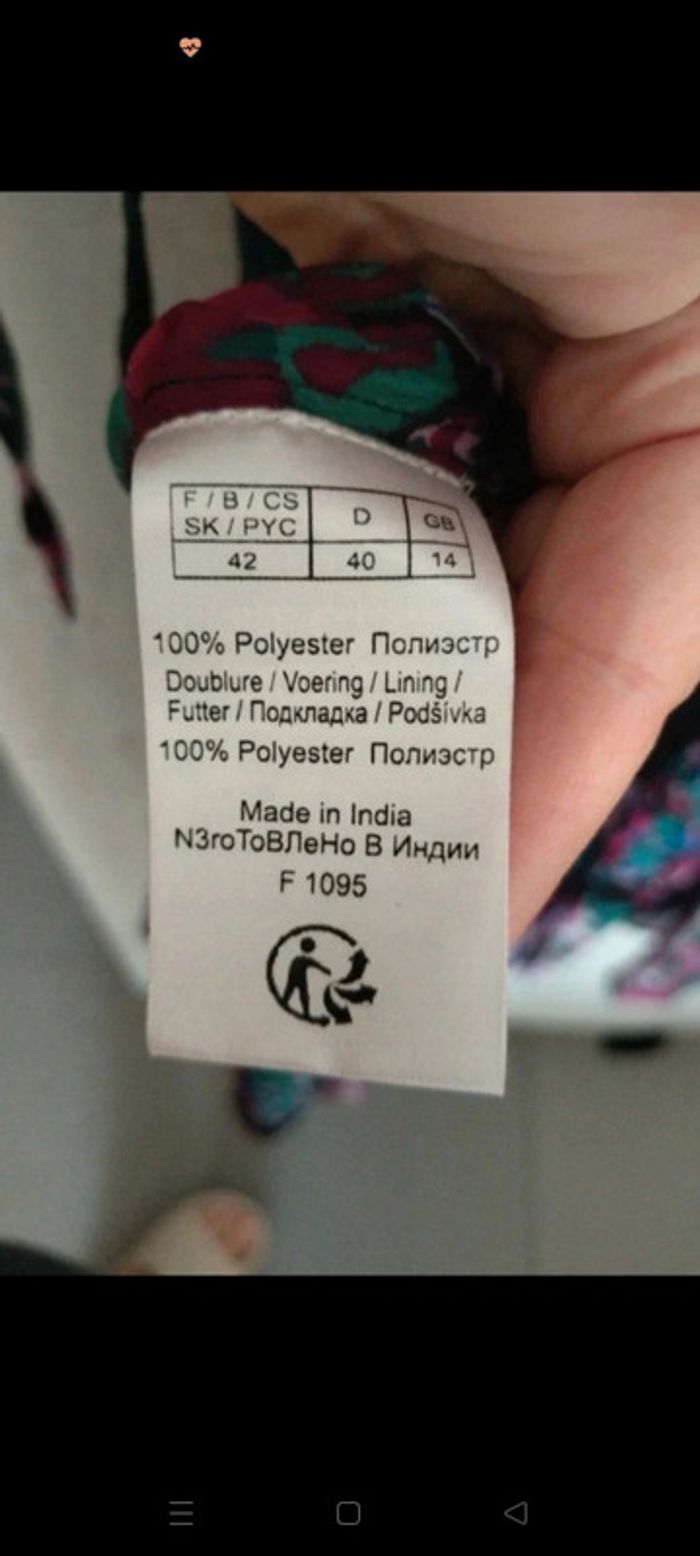 F / B / CS
SK / PYC
D
GB
42
40
14
100% Polyester Полиэстр
Doublure / Voering / Lining /
Futter / Подкладка / Podšívka
100% Polyester Полиэстр
Made in India
N3гоТоВЛеНо В Индии
F 1095